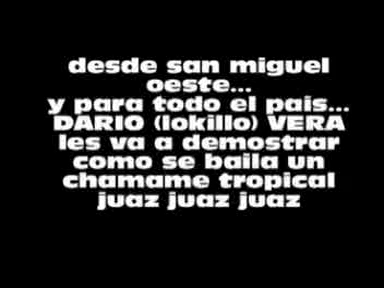 desde san miguel
oeste...
y para todo el pais...
DARIO (lokillo) VERA
les va a demostrar
como se baila un
chamame tropical
juaz juaz juaz